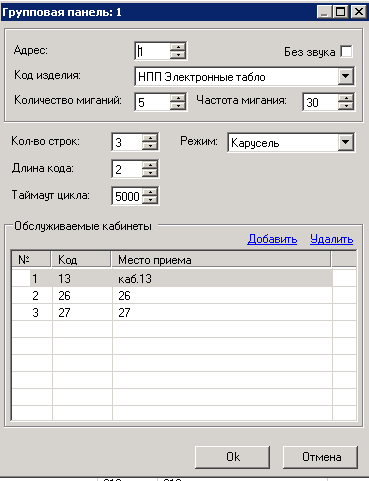 Групповая панель: 1
Адрес: 1 Без звука
Код изделия: НПП Электронные табло
Количество миганий: 5 Частота мигания: 30
Кол-во строк: 3 Режим: Карусель
Длина кода: 2
Таймаут цикла: 5000
Обслуживаемые кабинеты
Добавить Удалить
№ Код Место приема
1 13 каб.13
2 26 26
3 27 27
Ok Отмена